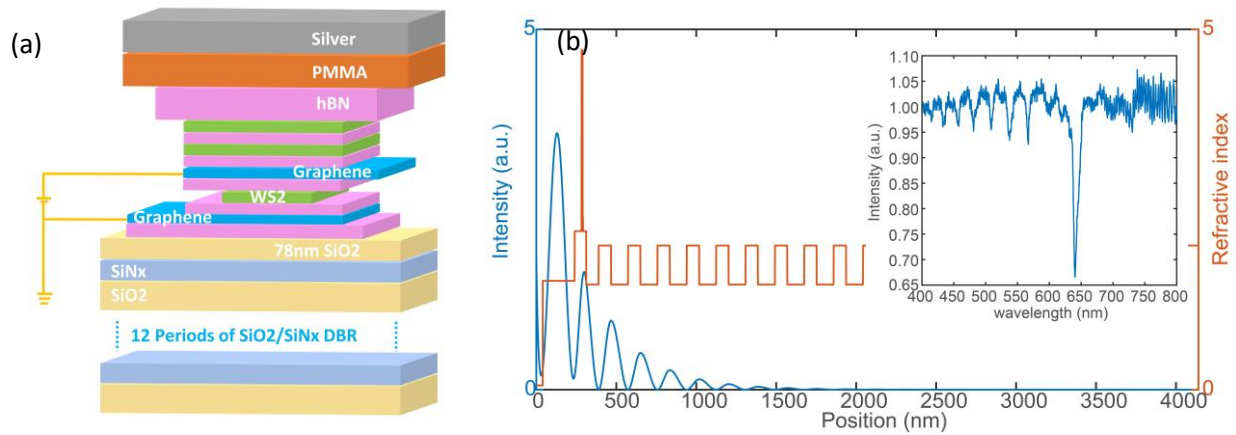 (a)
Silver
PMMA
hBN
Graphene
WS2
Graphene
78nm SiO2
SiNx
SiO2
12 Periods of SiO2/SiNx DBR
(b)
5
0
Intensity (a.u.)
0 500 1000 1500 2000 2500 3000 3500 4000
Position (nm)
5
0
Refractive index
1.10
1.05
1.00
0.95
0.90
0.85
0.80
0.75
0.70
0.65
Intensity (a.u.)
400 450 500 550 600 650 700 750 800
wavelength (nm)